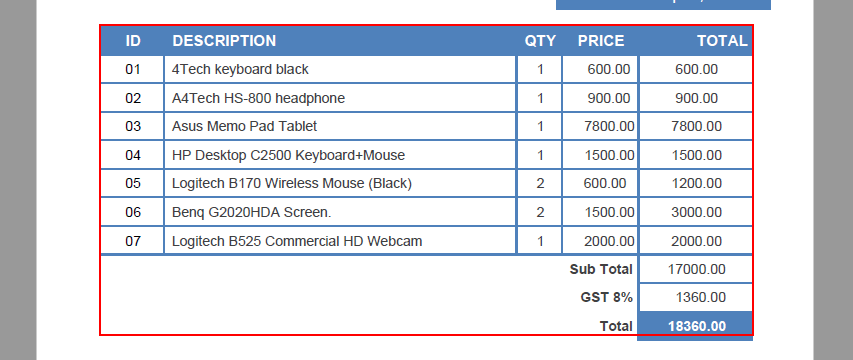 ID DESCRIPTION QTY PRICE TOTAL
01 4Tech keyboard black 1 600.00 600.00
02 A4Tech HS-800 headphone 1 900.00 900.00
03 Asus Memo Pad Tablet 1 7800.00 7800.00
04 HP Desktop C2500 Keyboard+Mouse 1 1500.00 1500.00
05 Logitech B170 Wireless Mouse (Black) 2 600.00 1200.00
06 Benq G2020HDA Screen. 2 1500.00 3000.00
07 Logitech B525 Commercial HD Webcam 1 2000.00 2000.00
Sub Total 17000.00
GST 8% 1360.00
Total 18360.00